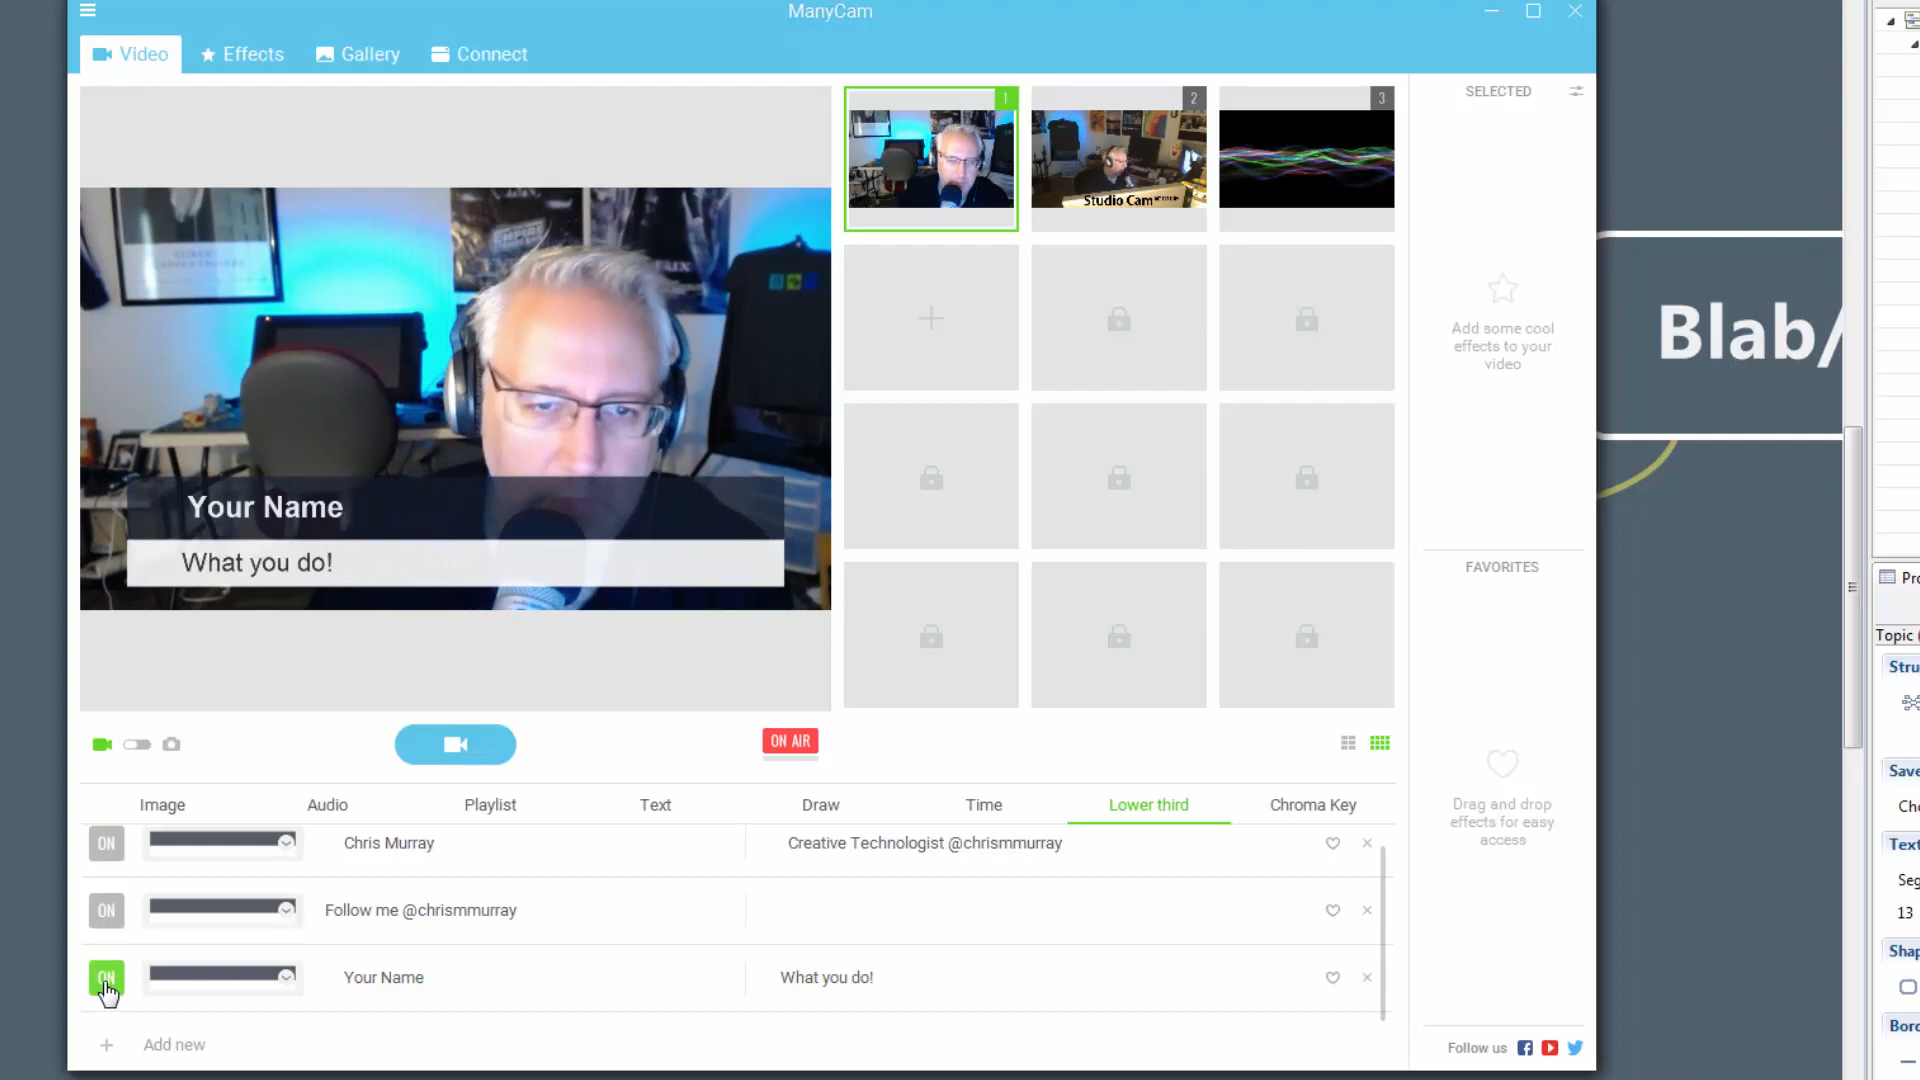 ManyCam
Video
Effects
Gallery
Connect
1
2
3
SELECTED
Studio Cam
Add some cool
effects to your
video
Blab/
EMPIRE
Your Name
What you do!
FAVORITES
Pro
Topic (
Stru
ON AIR
Save
Drag and drop
effects for easy
access
Image
Audio
Playlist
Text
Draw
Time
Lower third
Chroma Key
ON
Chris Murray
Creative Technologist @chrismmurray
Text
Seg
ON
Follow me @chrismmurray
13
Shap
ON
Your Name
What you do!
Bord
Add new
Follow us